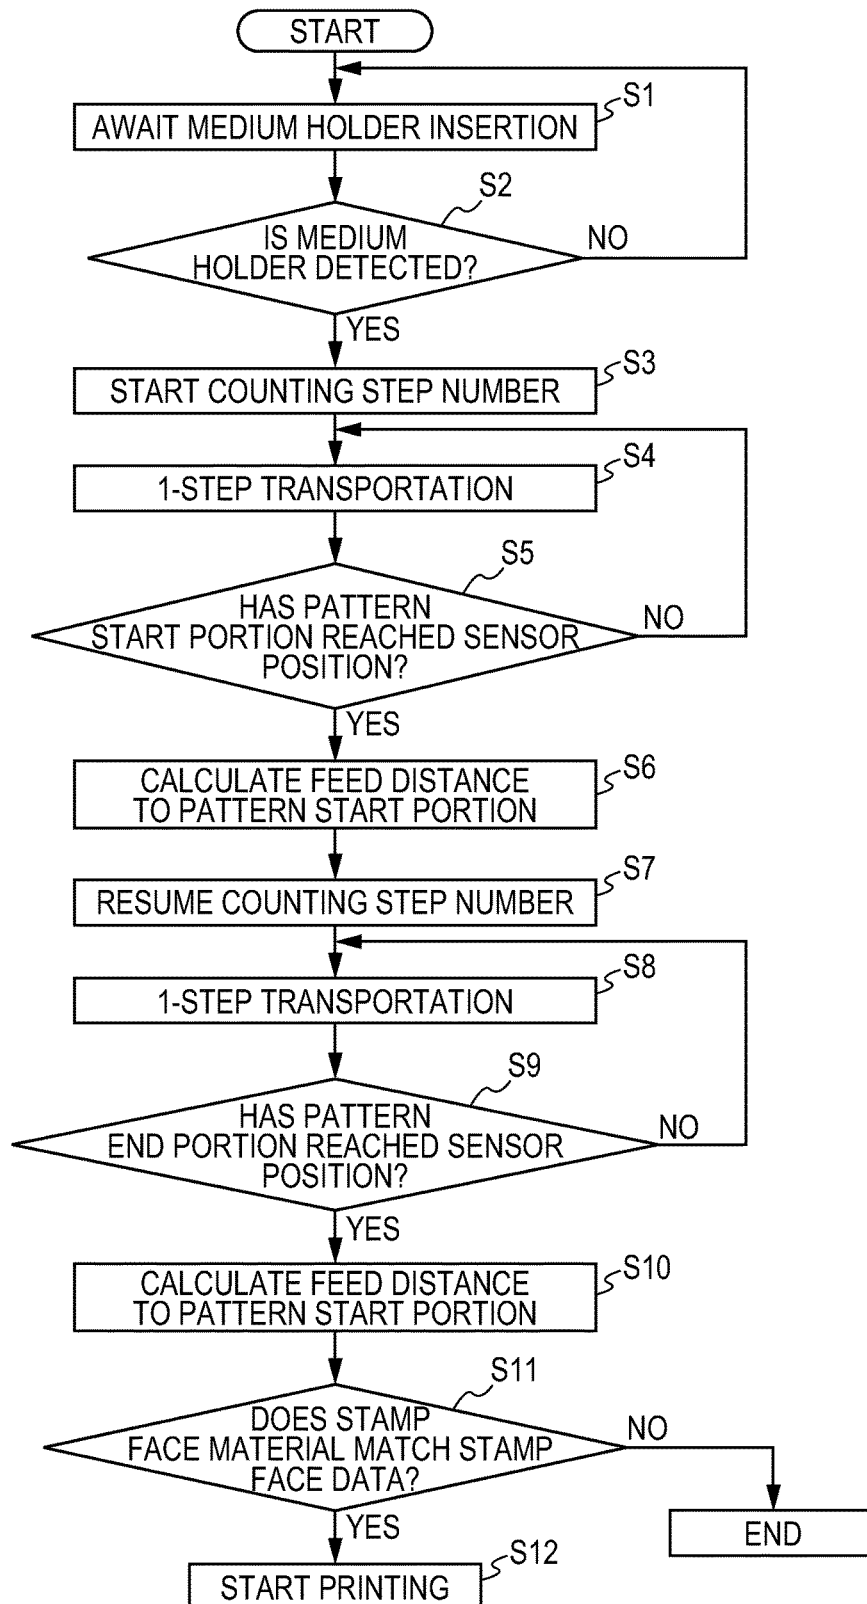 START
S1
AWAIT MEDIUM HOLDER INSERTION
S2
IS MEDIUM
HOLDER DETECTED?
NO
YES
S3
START COUNTING STEP NUMBER
S4
1-STEP TRANSPORTATION
S5
HAS PATTERN
START PORTION REACHED SENSOR
POSITION?
NO
YES
S6
CALCULATE FEED DISTANCE
TO PATTERN START PORTION
S7
RESUME COUNTING STEP NUMBER
S8
1-STEP TRANSPORTATION
S9
HAS PATTERN
END PORTION REACHED SENSOR
POSITION?
NO
YES
S10
CALCULATE FEED DISTANCE
TO PATTERN START PORTION
S11
DOES STAMP
FACE MATERIAL MATCH STAMP
FACE DATA?
NO
YES
END
S12
START PRINTING